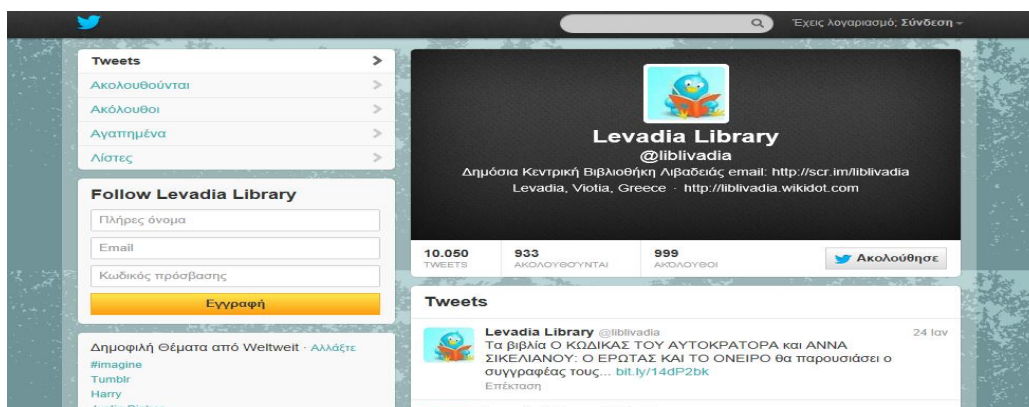 Έχεις λογαριασμό; Σύνδεση
Tweets
Ακολουθούνται
Ακόλουθοι
Αγαπημένα
Λίστες
Follow Levadia Library
Πλήρες όνομα
Email
Κωδικός πρόσβασης
Εγγραφή
Δημοφιλή Θέματα από Weltweit · Αλλάξτε
#imagine
Tumblr
Harry
Levadia Library
@liblivadia
Δημόσια Κεντρική Βιβλιοθήκη Λιβαδειάς email: http://scr.im/liblivadia
Levadia, Viotia, Greece · http://liblivadia.wikidot.com
10.050 933 999
TWEETS ΑΚΟΛΟΥΘΟΎΝΤΑΙ ΑΚΌΛΟΥΘΟΙ
Ακολούθησε
Tweets
Levadia Library @liblivadia 24 Ιαν
Τα βιβλία Ο ΚΩΔΙΚΑΣ ΤΟΥ ΑΥΤΟΚΡΑΤΟΡΑ και ΑΝΝΑ
ΣΙΚΕΛΙΑΝΟΥ: Ο ΕΡΩΤΑΣ ΚΑΙ ΤΟ ΟΝΕΙΡΟ θα παρουσιάσει ο
συγγραφέας τους... bit.ly/14dP2bk
Επέκταση